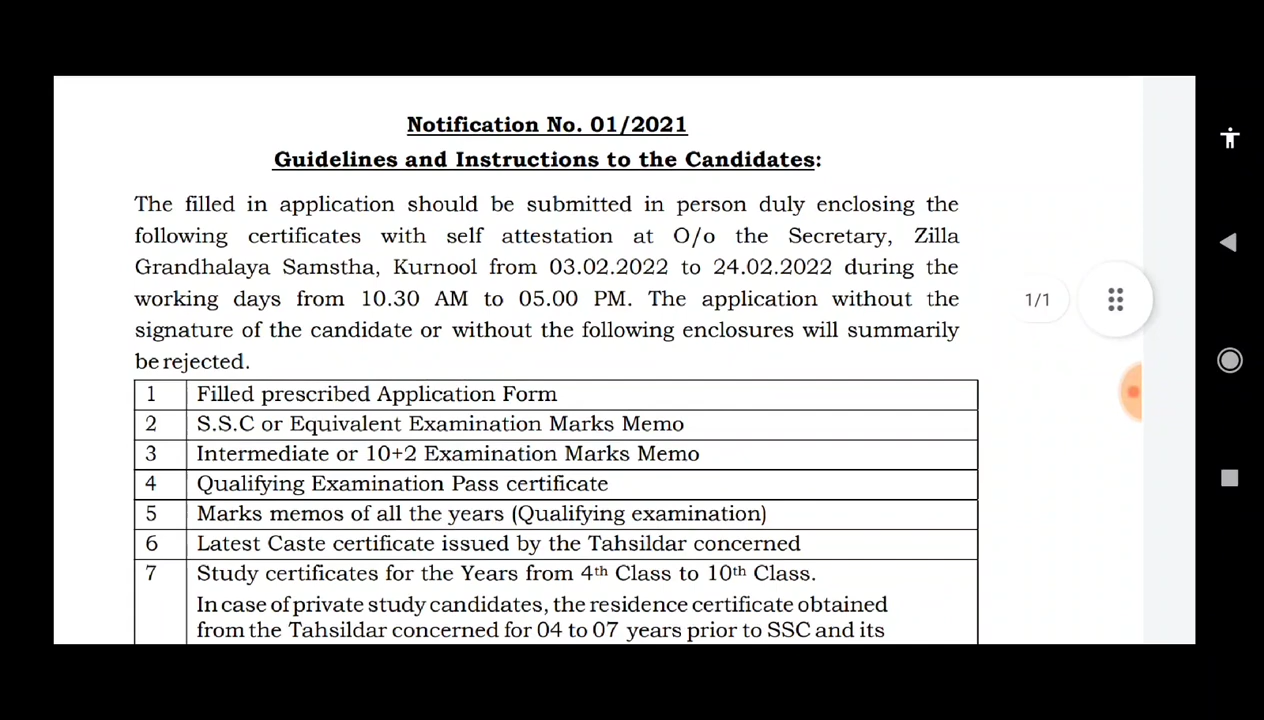 Notification No. 01/2021
Guidelines and Instructions to the Candidates:
The filled in application should be submitted in person duly enclosing the
following certificates with self attestation at O/o the Secretary, Zilla
Grandhalaya Samstha, Kurnool from 03.02.2022 to 24.02.2022 during the
working days from 10.30 AM to 05.00 PM. The application without the
signature of the candidate or without the following enclosures will summarily
be rejected.
1 Filled prescribed Application Form
2 S.S.C or Equivalent Examination Marks Memo
3 Intermediate or 10+2 Examination Marks Memo
4 Qualifying Examination Pass certificate
5 Marks memos of all the years (Qualifying examination)
6 Latest Caste certificate issued by the Tahsildar concerned
7 Study certificates for the Years from 4th Class to 10th Class.
In case of private study candidates, the residence certificate obtained
from the Tahsildar concerned for 04 to 07 years prior to SSC and its
1/1